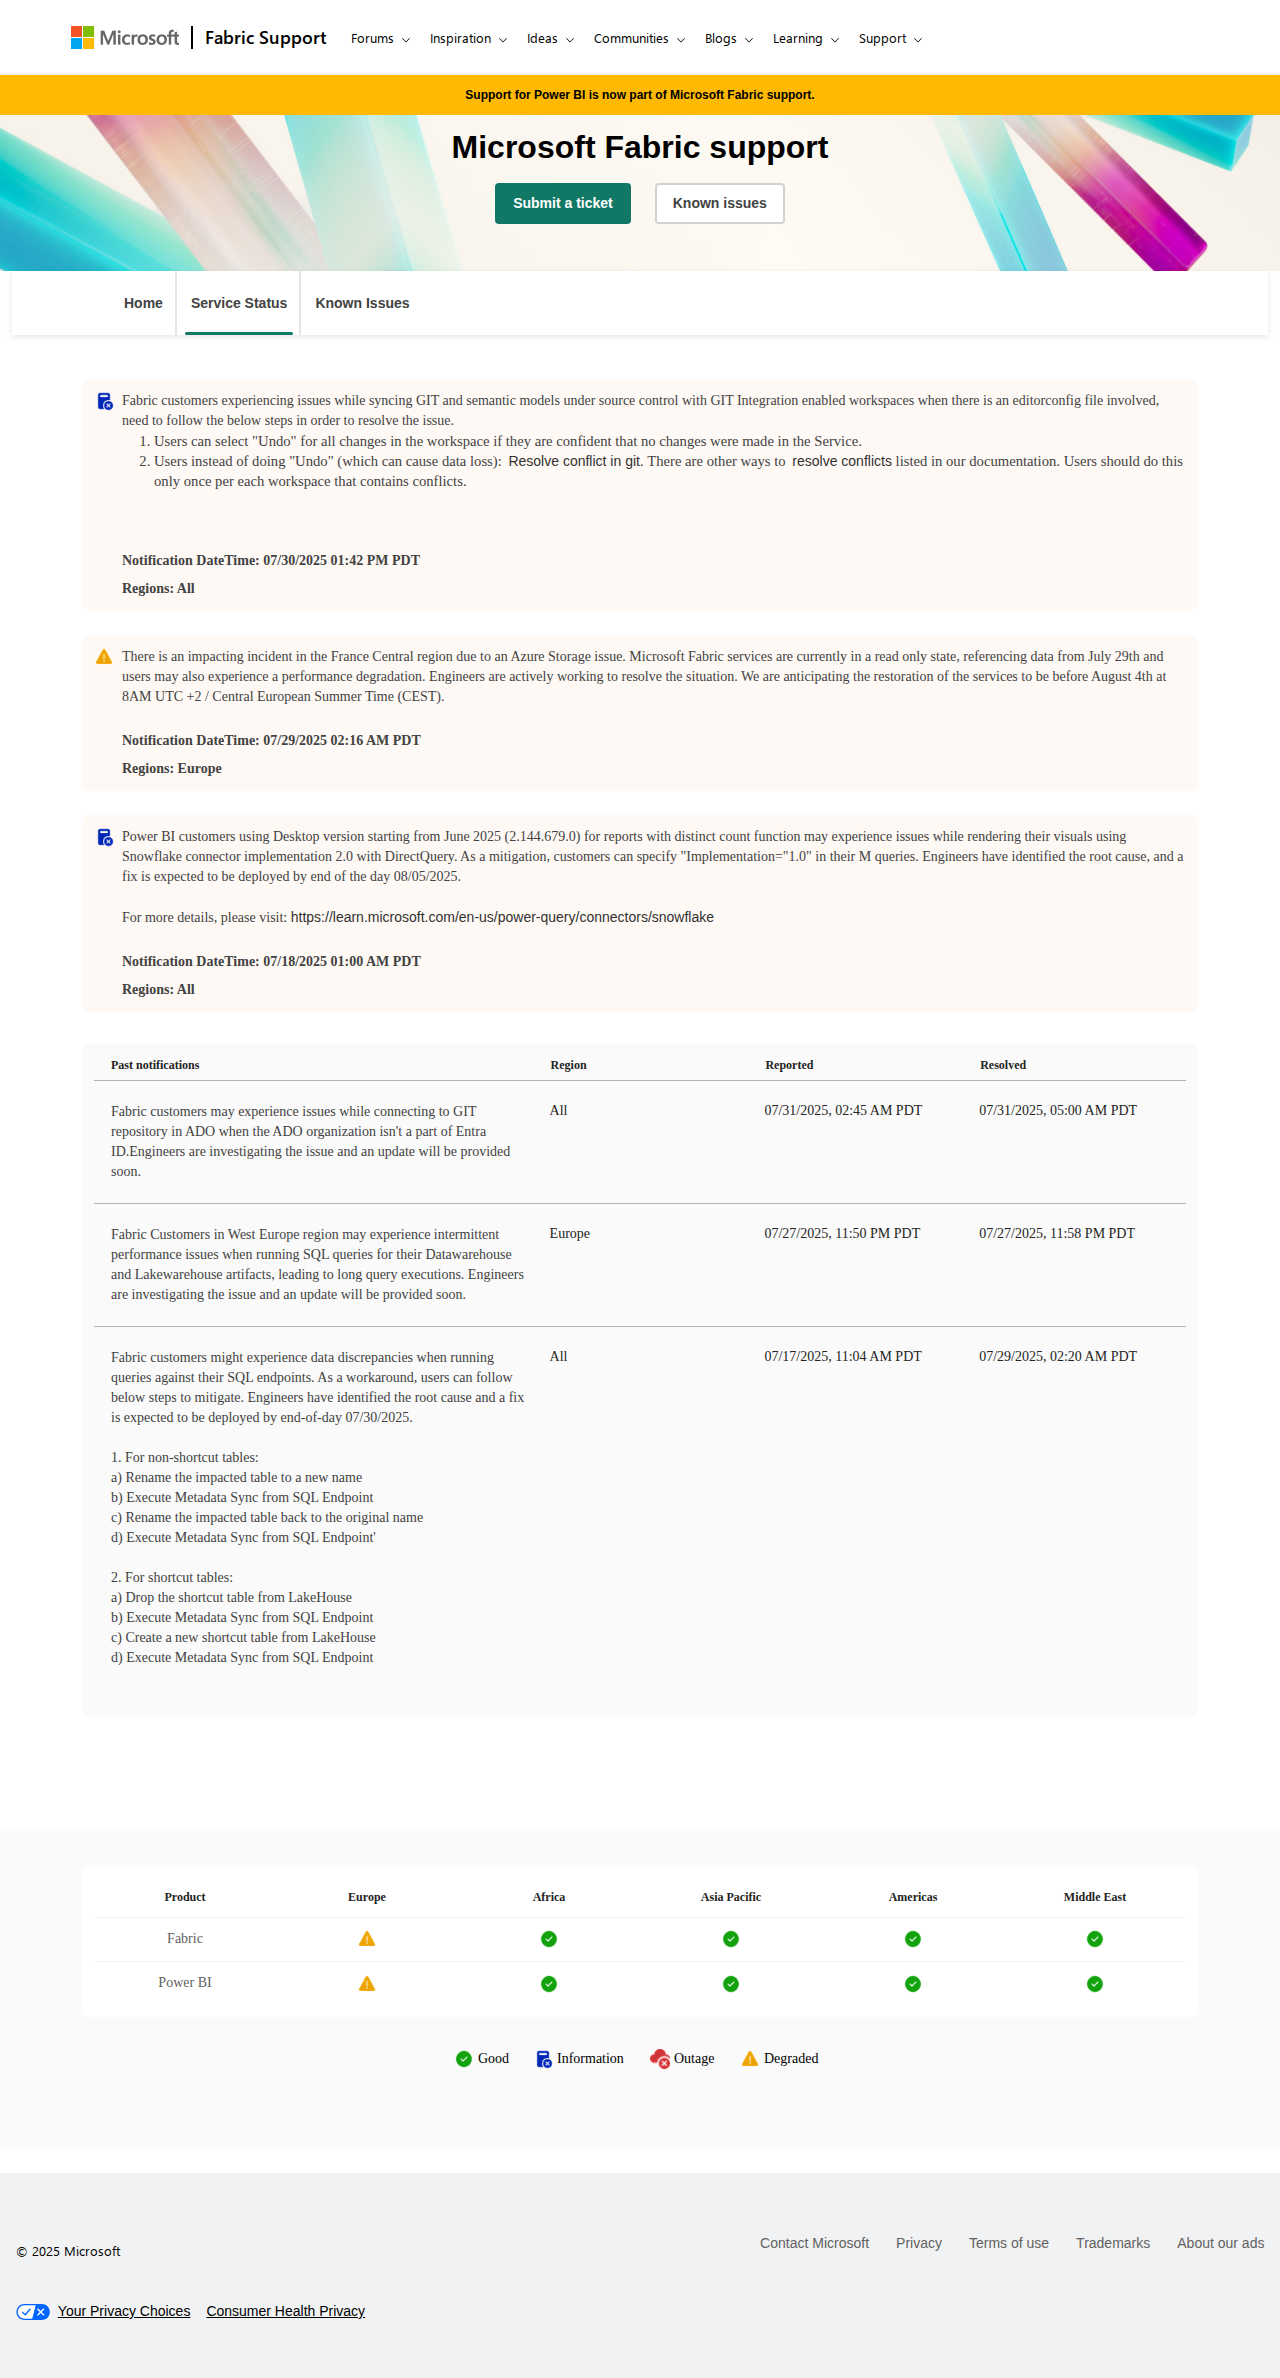 Microsoft | Fabric Support Forums Inspiration Ideas Communities Blogs Learning Support
Support for Power BI is now part of Microsoft Fabric support.
Microsoft Fabric support
Submit a ticket Known issues
Home Service Status Known Issues
Fabric customers experiencing issues while syncing GIT and semantic models under source control with GIT Integration enabled workspaces when there is an editorconfig file involved,
need to follow the below steps in order to resolve the issue.
1. Users can select "Undo" for all changes in the workspace if they are confident that no changes were made in the Service.
2. Users instead of doing "Undo" (which can cause data loss): Resolve conflict in git. There are other ways to resolve conflicts listed in our documentation. Users should do this
only once per each workspace that contains conflicts.
Notification DateTime: 07/30/2025 01:42 PM PDT
Regions: All
There is an impacting incident in the France Central region due to an Azure Storage issue. Microsoft Fabric services are currently in a read only state, referencing data from July 29th and
users may also experience a performance degradation. Engineers are actively working to resolve the situation. We are anticipating the restoration of the services to be before August 4th at
8AM UTC +2 / Central European Summer Time (CEST).
Notification DateTime: 07/29/2025 02:16 AM PDT
Regions: Europe
Power BI customers using Desktop version starting from June 2025 (2.144.679.0) for reports with distinct count function may experience issues while rendering their visuals using
Snowflake connector implementation 2.0 with DirectQuery. As a mitigation, customers can specify "Implementation="1.0" in their M queries. Engineers have identified the root cause, and a
fix is expected to be deployed by end of the day 08/05/2025.
For more details, please visit: https://learn.microsoft.com/en-us/power-query/connectors/snowflake
Notification DateTime: 07/18/2025 01:00 AM PDT
Regions: All
Past notifications Region Reported Resolved
Fabric customers may experience issues while connecting to GIT All 07/31/2025, 02:45 AM PDT 07/31/2025, 05:00 AM PDT
repository in ADO when the ADO organization isn't a part of Entra
ID.Engineers are investigating the issue and an update will be provided
soon.
Fabric Customers in West Europe region may experience intermittent Europe 07/27/2025, 11:50 PM PDT 07/27/2025, 11:58 PM PDT
performance issues when running SQL queries for their Datawarehouse
and Lakewarehouse artifacts, leading to long query executions. Engineers
are investigating the issue and an update will be provided soon.
Fabric customers might experience data discrepancies when running All 07/17/2025, 11:04 AM PDT 07/29/2025, 02:20 AM PDT
queries against their SQL endpoints. As a workaround, users can follow
below steps to mitigate. Engineers have identified the root cause and a fix
is expected to be deployed by end-of-day 07/30/2025.
1. For non-shortcut tables:
a) Rename the impacted table to a new name
b) Execute Metadata Sync from SQL Endpoint
c) Rename the impacted table back to the original name
d) Execute Metadata Sync from SQL Endpoint'
2. For shortcut tables:
a) Drop the shortcut table from LakeHouse
b) Execute Metadata Sync from SQL Endpoint
c) Create a new shortcut table from LakeHouse
d) Execute Metadata Sync from SQL Endpoint
Product Europe Africa Asia Pacific Americas Middle East
Fabric
Power BI
Good Information Outage Degraded
Contact Microsoft Privacy Terms of use Trademarks About our ads
© 2025 Microsoft
Your Privacy Choices Consumer Health Privacy